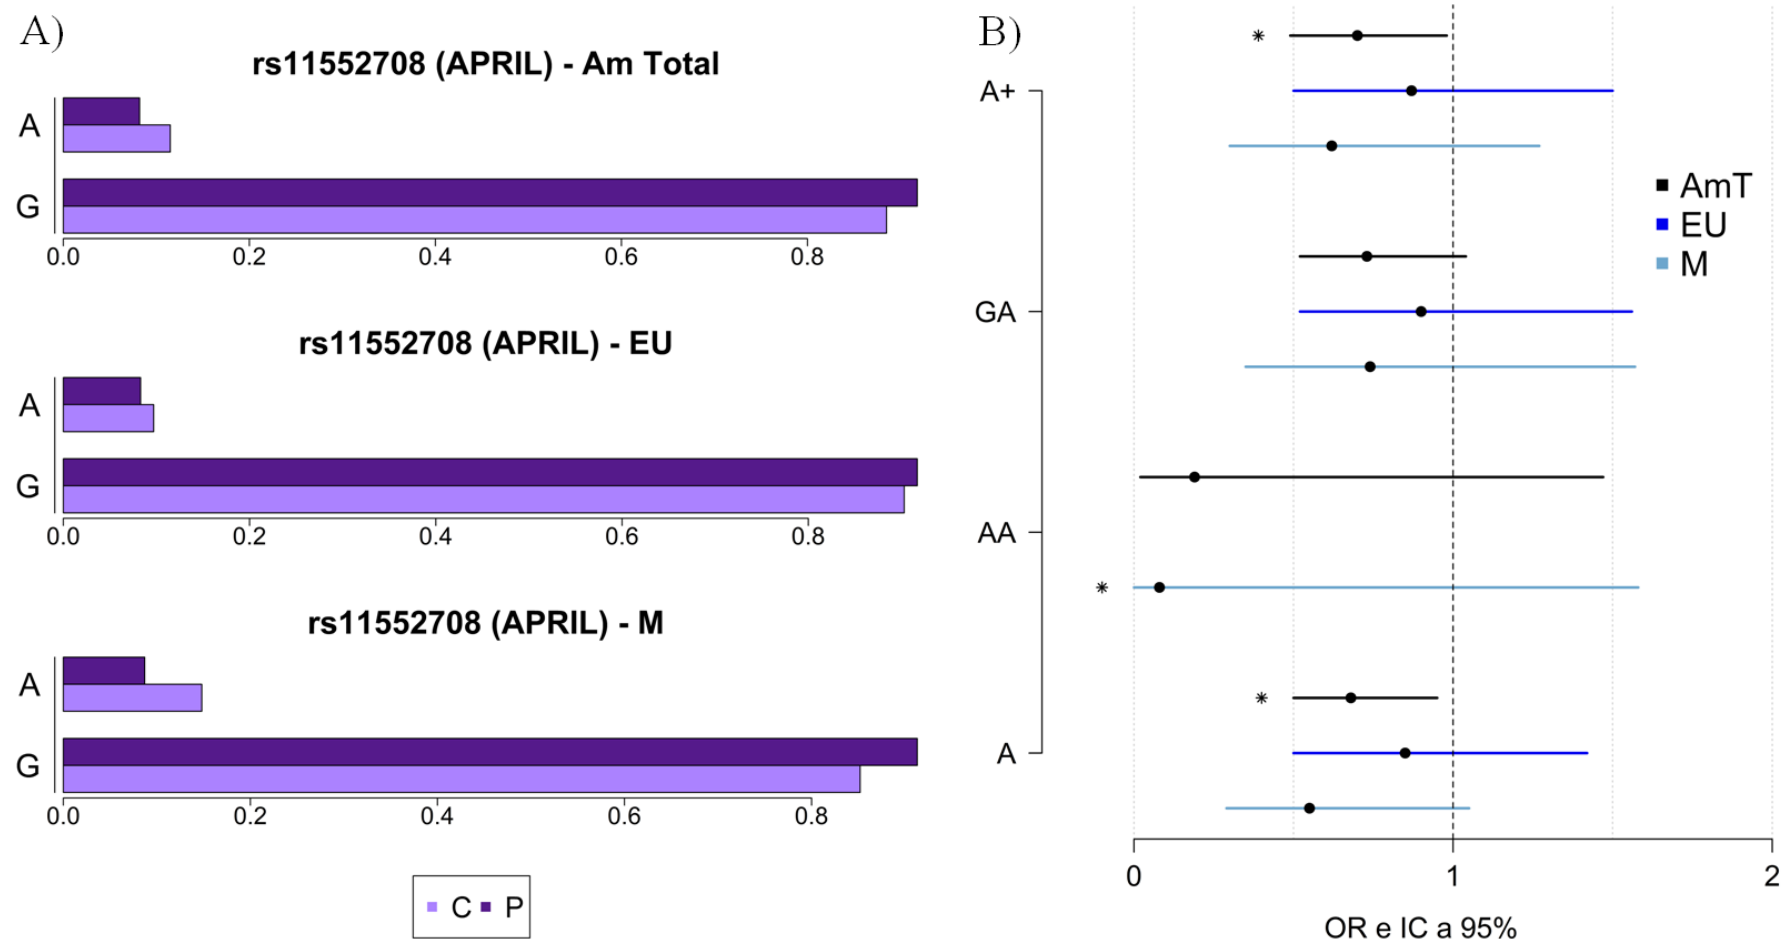 A)
rs11552708 (APRIL) - Am Total
A
G
0.0 0.2 0.4 0.6 0.8
rs11552708 (APRIL) - EU
A
G
0.0 0.2 0.4 0.6 0.8
rs11552708 (APRIL) - M
A
G
0.0 0.2 0.4 0.6 0.8
C P
B)
*
A+
AmT
EU
M
GA
AA
*
*
A
0 1 2
OR e IC a 95%